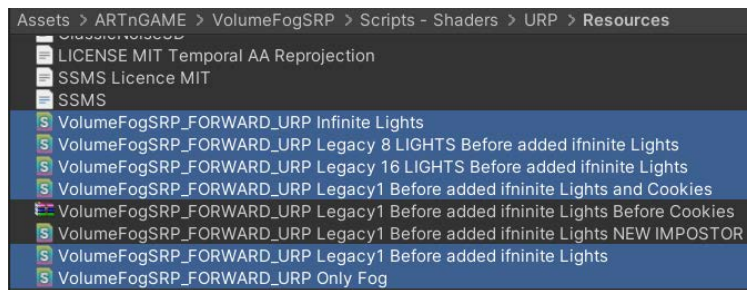 Assets > ARTnGAME > VolumeFogSRP > Scripts - Shaders > URP > Resources
ClassicNoise3D
LICENSE MIT Temporal AA Reprojection
SSMS Licence MIT
SSMS
VolumeFogSRP_FORWARD_URP Infinite Lights
VolumeFogSRP_FORWARD_URP Legacy 8 LIGHTS Before added ifninite Lights
VolumeFogSRP_FORWARD_URP Legacy 16 LIGHTS Before added ifninite Lights
VolumeFogSRP_FORWARD_URP Legacy1 Before added ifninite Lights and Cookies
VolumeFogSRP_FORWARD_URP Legacy1 Before added ifninite Lights Before Cookies
VolumeFogSRP_FORWARD_URP Legacy1 Before added ifninite Lights NEW IMPOSTOR
VolumeFogSRP_FORWARD_URP Legacy1 Before added ifninite Lights
VolumeFogSRP_FORWARD_URP Only Fog